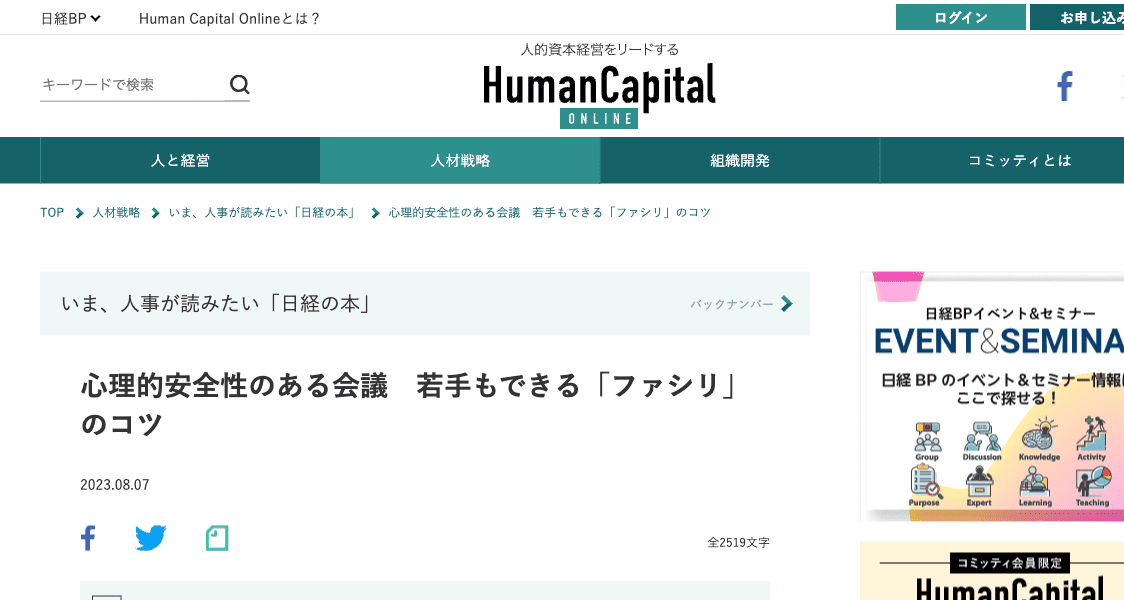 日経BP
Human Capital Onlineとは？
ログイン
お申し込み
人的資本経営をリードする
キーワードで検索
HumanCapital
ONLINE
人と経営
人材戦略
組織開発
コミッティとは
TOP
人材戦略
いま、人事が読みたい「日経の本」
心理的安全性のある会議　若手もできる「ファシリ」のコツ
いま、人事が読みたい「日経の本」
バックナンバー
心理的安全性のある会議　若手もできる「ファシリ」
のコツ
2023.08.07
全2519文字
日経BPイベント&セミナー
EVENT&SEMINA
日経 BP のイベント＆セミナー情報
ここで探せる！
Group
Discussion
Knowledge
Activity
Purpose
Expert
Learning
Teaching
コミッティ会員限定
HumanCapital